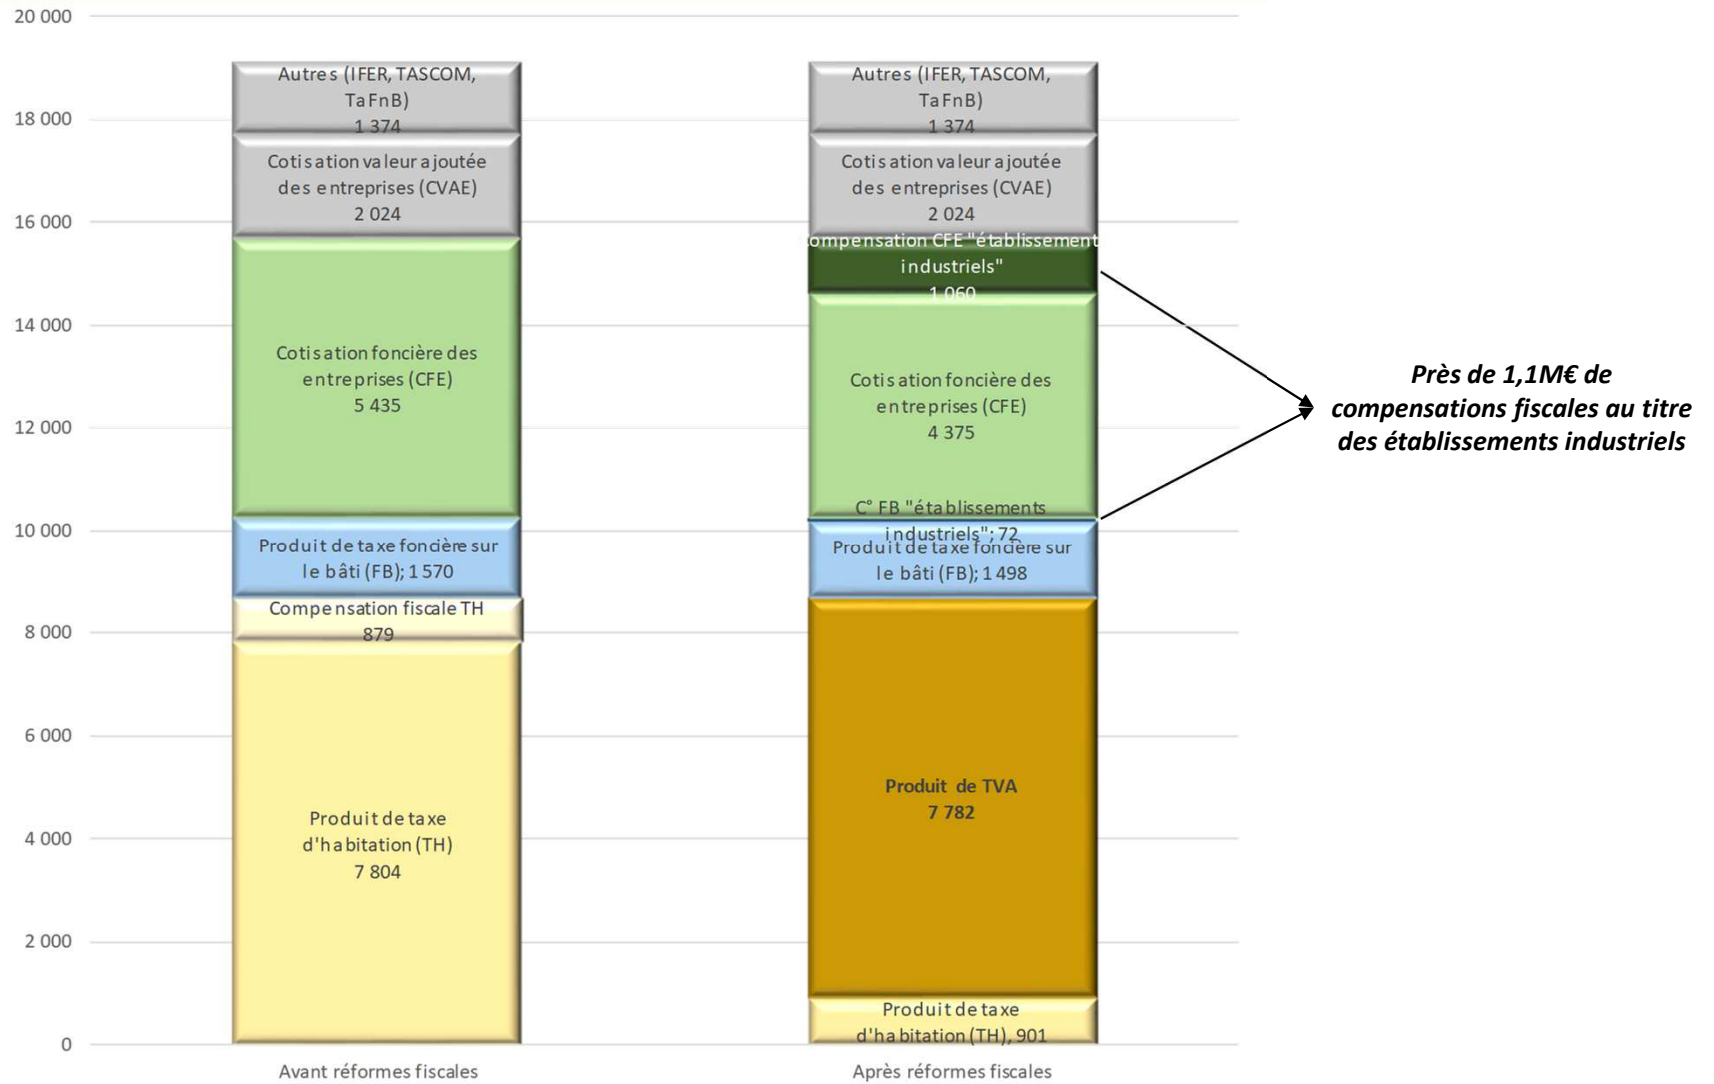 20 000
18 000
16 000
14 000
12 000
10 000
8 000
6 000
4 000
2 000
0
Autres (IFER, TASCOM,
TaFnB)
1 374
Cotisation valeur ajoutée
des entreprises (CVAE)
2 024
Cotisation foncière des
entreprises (CFE)
5 435
Produit de taxe foncière sur
le bâti (FB); 1 570
Compensation fiscale TH
879
Produit de taxe
d'habitation (TH)
7 804
Avant réformes fiscales
Autres (IFER, TASCOM,
TaFnB)
1 374
Cotisation valeur ajoutée
des entreprises (CVAE)
2 024
ompensation CFE "établissement
industriels"
1 060
Cotisation foncière des
entreprises (CFE)
4 375
C° FB "établissements
industriels"; 72
Produit de taxe foncière sur
le bâti (FB); 1 498
Produit de TVA
7 782
Produit de taxe
d'habitation (TH), 901
Après réformes fiscales
Près de 1,1M€ de
compensations fiscales au titre
des établissements industriels